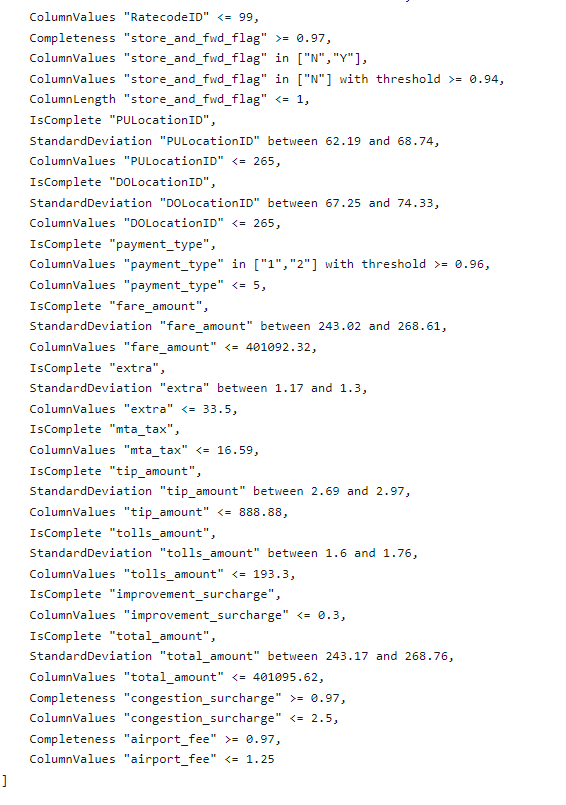 ColumnValues "RatecodeID" <= 99,
Completeness "store_and_fwd_flag" >= 0.97,
ColumnValues "store_and_fwd_flag" in ["N","Y"],
ColumnValues "store_and_fwd_flag" in ["N"] with threshold >= 0.94,
ColumnLength "store_and_fwd_flag" <= 1,
IsComplete "PULocationID",
StandardDeviation "PULocationID" between 62.19 and 68.74,
ColumnValues "PULocationID" <= 265,
IsComplete "DOLocationID",
StandardDeviation "DOLocationID" between 67.25 and 74.33,
ColumnValues "DOLocationID" <= 265,
IsComplete "payment_type",
ColumnValues "payment_type" in ["1","2"] with threshold >= 0.96,
ColumnValues "payment_type" <= 5,
IsComplete "fare_amount",
StandardDeviation "fare_amount" between 243.02 and 268.61,
ColumnValues "fare_amount" <= 401092.32,
IsComplete "extra",
StandardDeviation "extra" between 1.17 and 1.3,
ColumnValues "extra" <= 33.5,
IsComplete "mta_tax",
ColumnValues "mta_tax" <= 16.59,
IsComplete "tip_amount",
StandardDeviation "tip_amount" between 2.69 and 2.97,
ColumnValues "tip_amount" <= 888.88,
IsComplete "tolls_amount",
StandardDeviation "tolls_amount" between 1.6 and 1.76,
ColumnValues "tolls_amount" <= 193.3,
IsComplete "improvement_surcharge",
ColumnValues "improvement_surcharge" <= 0.3,
IsComplete "total_amount",
StandardDeviation "total_amount" between 243.17 and 268.76,
ColumnValues "total_amount" <= 401095.62,
Completeness "congestion_surcharge" >= 0.97,
ColumnValues "congestion_surcharge" <= 2.5,
Completeness "airport_fee" >= 0.97,
ColumnValues "airport_fee" <= 1.25
]